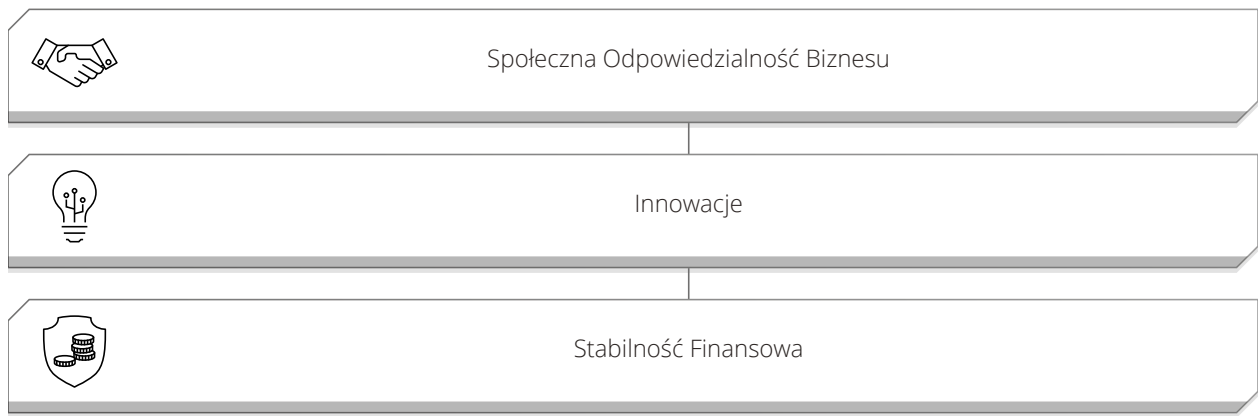 Społeczna Odpowiedzialność Biznesu
Innowacje
Stabilność Finansowa